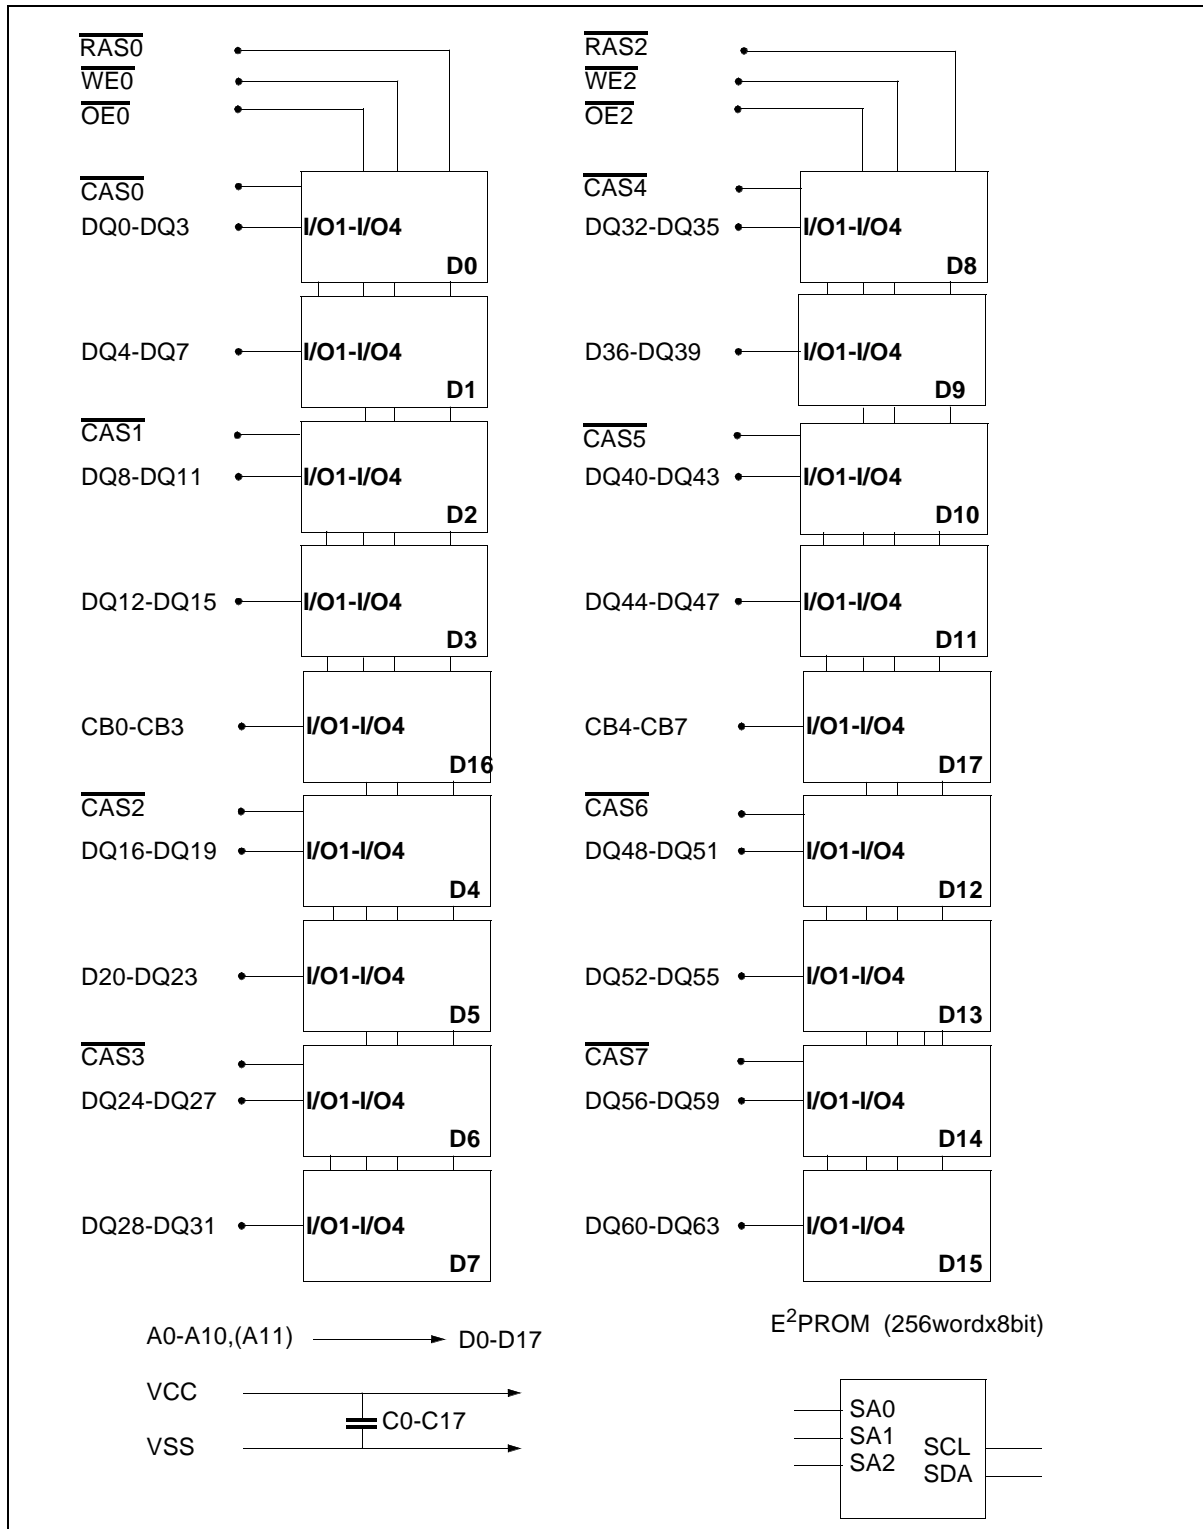 RAS0
WE0
OE0
CAS0
DQ0-DQ3
I/O1-I/O4
D0
DQ4-DQ7
I/O1-I/O4
D1
CAS1
DQ8-DQ11
I/O1-I/O4
D2
DQ12-DQ15
I/O1-I/O4
D3
CB0-CB3
I/O1-I/O4
D16
CAS2
DQ16-DQ19
I/O1-I/O4
D4
D20-DQ23
I/O1-I/O4
D5
CAS3
DQ24-DQ27
I/O1-I/O4
D6
DQ28-DQ31
I/O1-I/O4
D7
RAS2
WE2
OE2
CAS4
DQ32-DQ35
I/O1-I/O4
D8
D36-DQ39
I/O1-I/O4
D9
CAS5
DQ40-DQ43
I/O1-I/O4
D10
DQ44-DQ47
I/O1-I/O4
D11
CB4-CB7
I/O1-I/O4
D17
CAS6
DQ48-DQ51
I/O1-I/O4
D12
DQ52-DQ55
I/O1-I/O4
D13
CAS7
DQ56-DQ59
I/O1-I/O4
D14
DQ60-DQ63
I/O1-I/O4
D15
A0-A10,(A11) D0-D17
VCC
C0-C17
VSS
E²PROM (256wordx8bit)
SA0
SA1
SA2
SCL
SDA